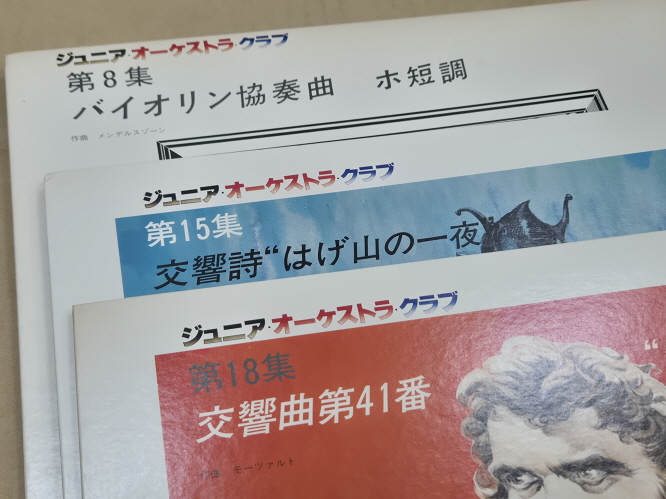 ジュニア・オーケストラ・クラブ
第8集
バイオリン協奏曲　ホ短調
作曲　メンデルスゾーン
ジュニア・オーケストラ・クラブ
第15集
交響詩“はげ山の一夜
ジュニア・オーケストラ・クラブ
第18集
交響曲第41番
“
作曲　モーツァルト